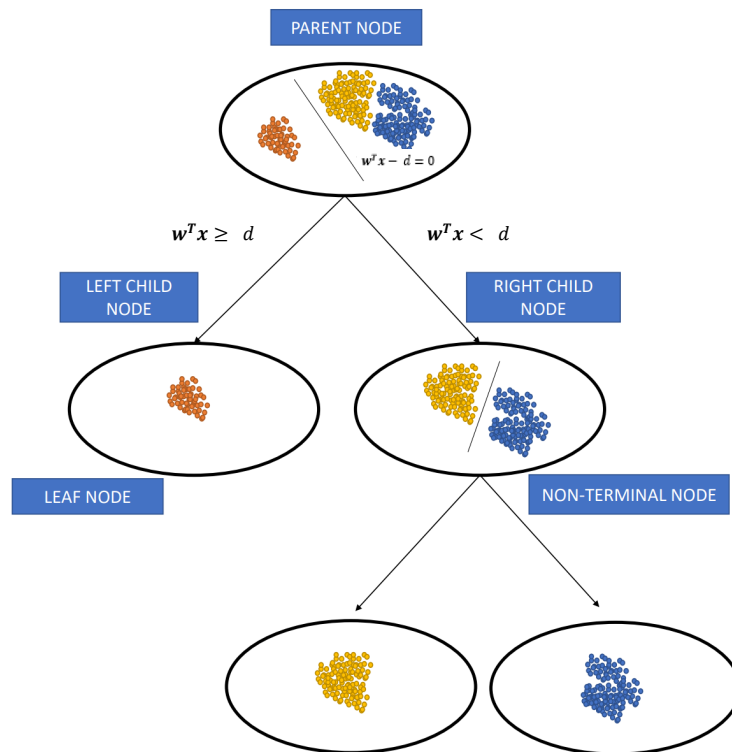 PARENT NODE
𝒘ᵀ𝒙 − d = 0
𝒘ᵀ𝒙 ≥ d
𝒘ᵀ𝒙 < d
LEFT CHILD
NODE
RIGHT CHILD
NODE
LEAF NODE
NON-TERMINAL NODE